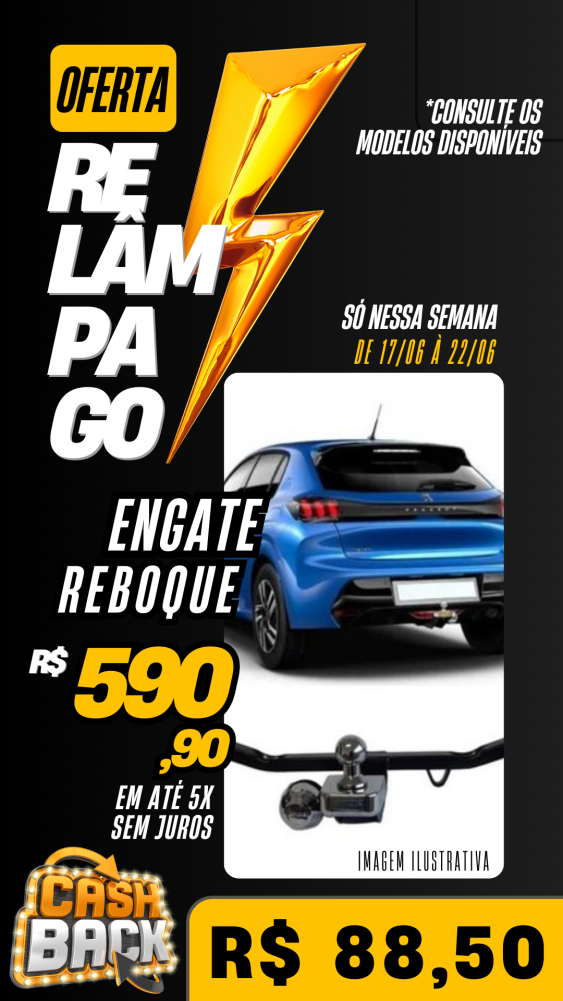 OFERTA
RE
LÂM
PA
GO
*CONSULTE OS
MODELOS DISPONÍVEIS
SÓ NESSA SEMANA
DE 17/06 À 22/06
PEUGEOT
ENGATE
REBOQUE
R$ 590
,90
EM ATÉ 5X
SEM JUROS
IMAGEM ILUSTRATIVA
CASH
BACK
R$ 88,50